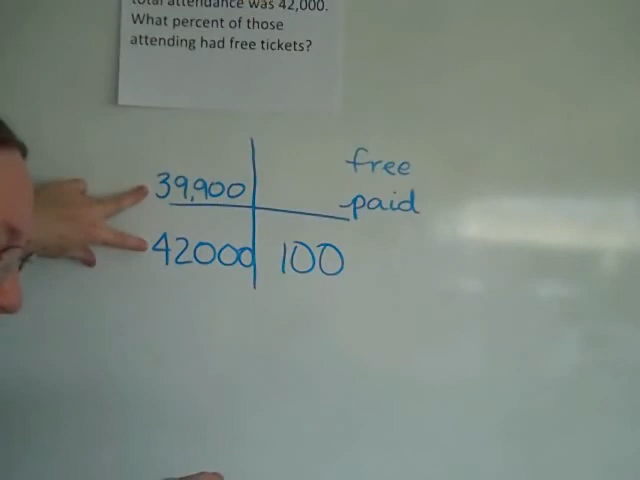 total attendance was 42,000.
What percent of those
attending had free tickets?
free
39,900 paid
42000 100